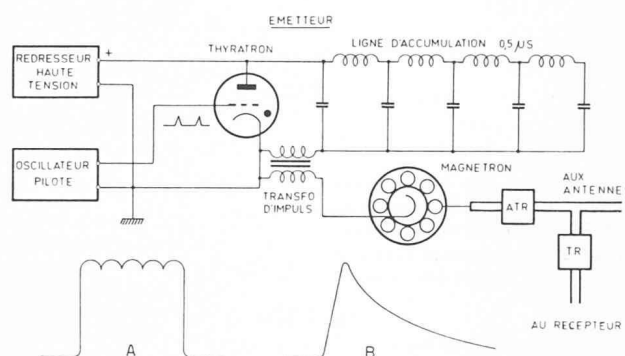 EMETTEUR
THYRATRON
LIGNE D'ACCUMULATION 0,5 µS
REDRESSEUR
HAUTE
TENSION
+
OSCILLATEUR
PILOTE
TRANSFO
D'IMPULS
MAGNETRON
ATR
AUX
ANTENNE
TR
AU RECEPTEUR
A
B